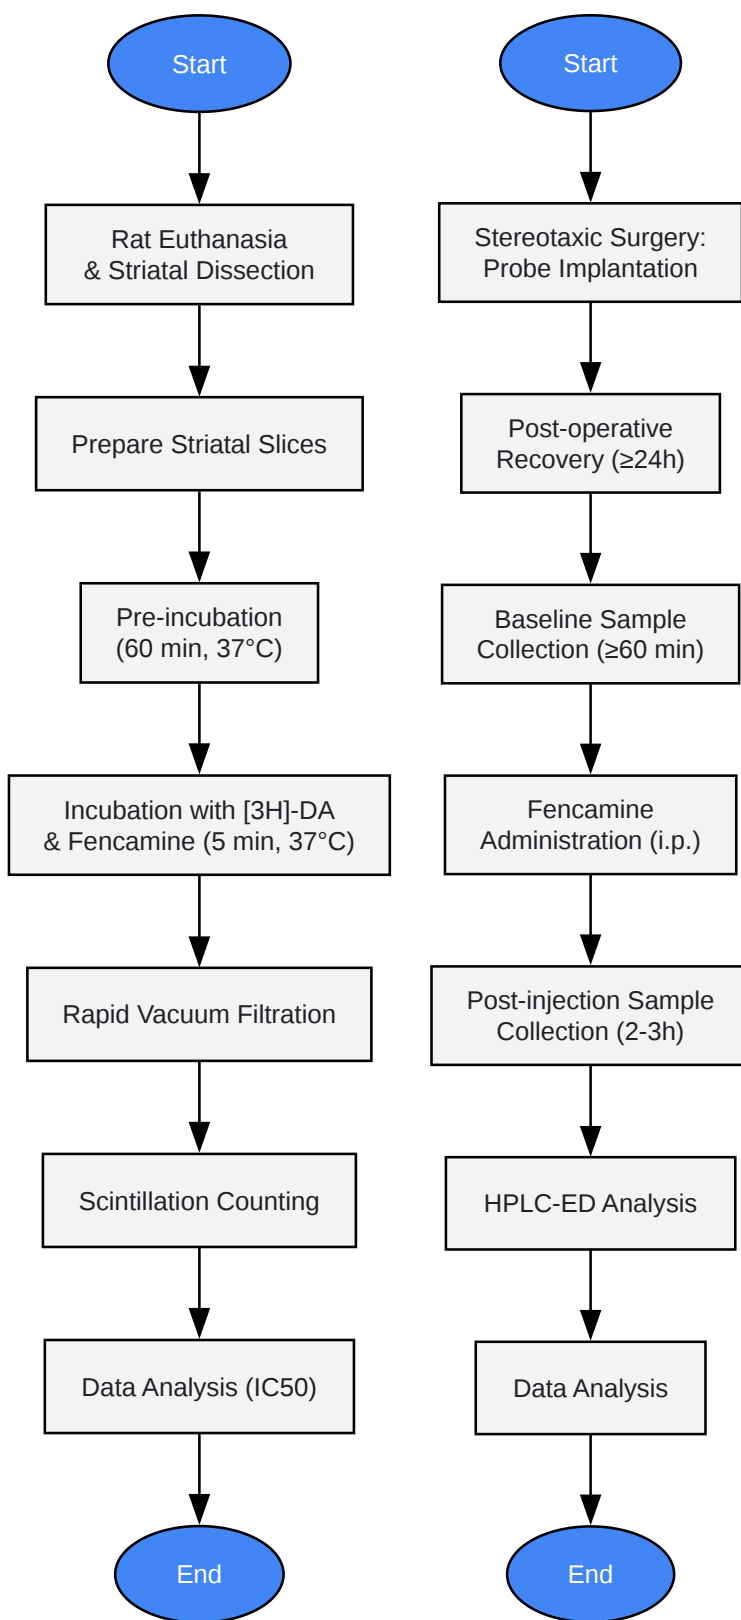 Start
Rat Euthanasia
& Striatal Dissection
Prepare Striatal Slices
Pre-incubation
(60 min, 37°C)
Incubation with [3H]-DA
& Fencamine (5 min, 37°C)
Rapid Vacuum Filtration
Scintillation Counting
Data Analysis (IC50)
End
Start
Stereotaxic Surgery:
Probe Implantation
Post-operative
Recovery (≥24h)
Baseline Sample
Collection (≥60 min)
Fencamine
Administration (i.p.)
Post-injection Sample
Collection (2-3h)
HPLC-ED Analysis
Data Analysis
End